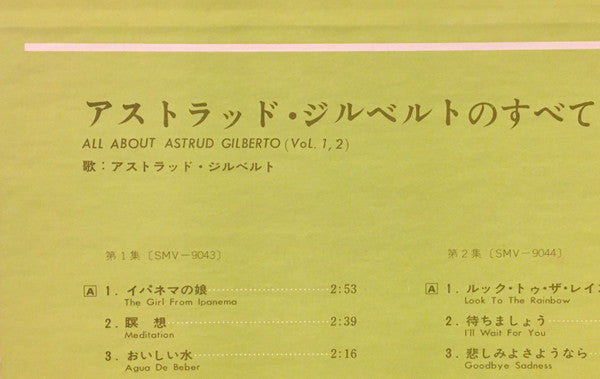 アストラッド・ジルベルトのすべて
ALL ABOUT ASTRUD GILBERTO (VOL. 1, 2)
歌：アストラッド・ジルベルト
第1集〔SMV−9043〕
A 1. イパネマの娘 2:53
The Girl From Ipanema
2. 瞑　想 2:39
Meditation
3. おいしい水 2:16
Agua De Beber
第2集〔SMV−9044〕
A 1. ルック・トゥ・ザ・レイン
Look To The Rainbow
2. 待ちましょう
I'll Wait For You
3. 悲しみよさようなら
Goodbye Sadness